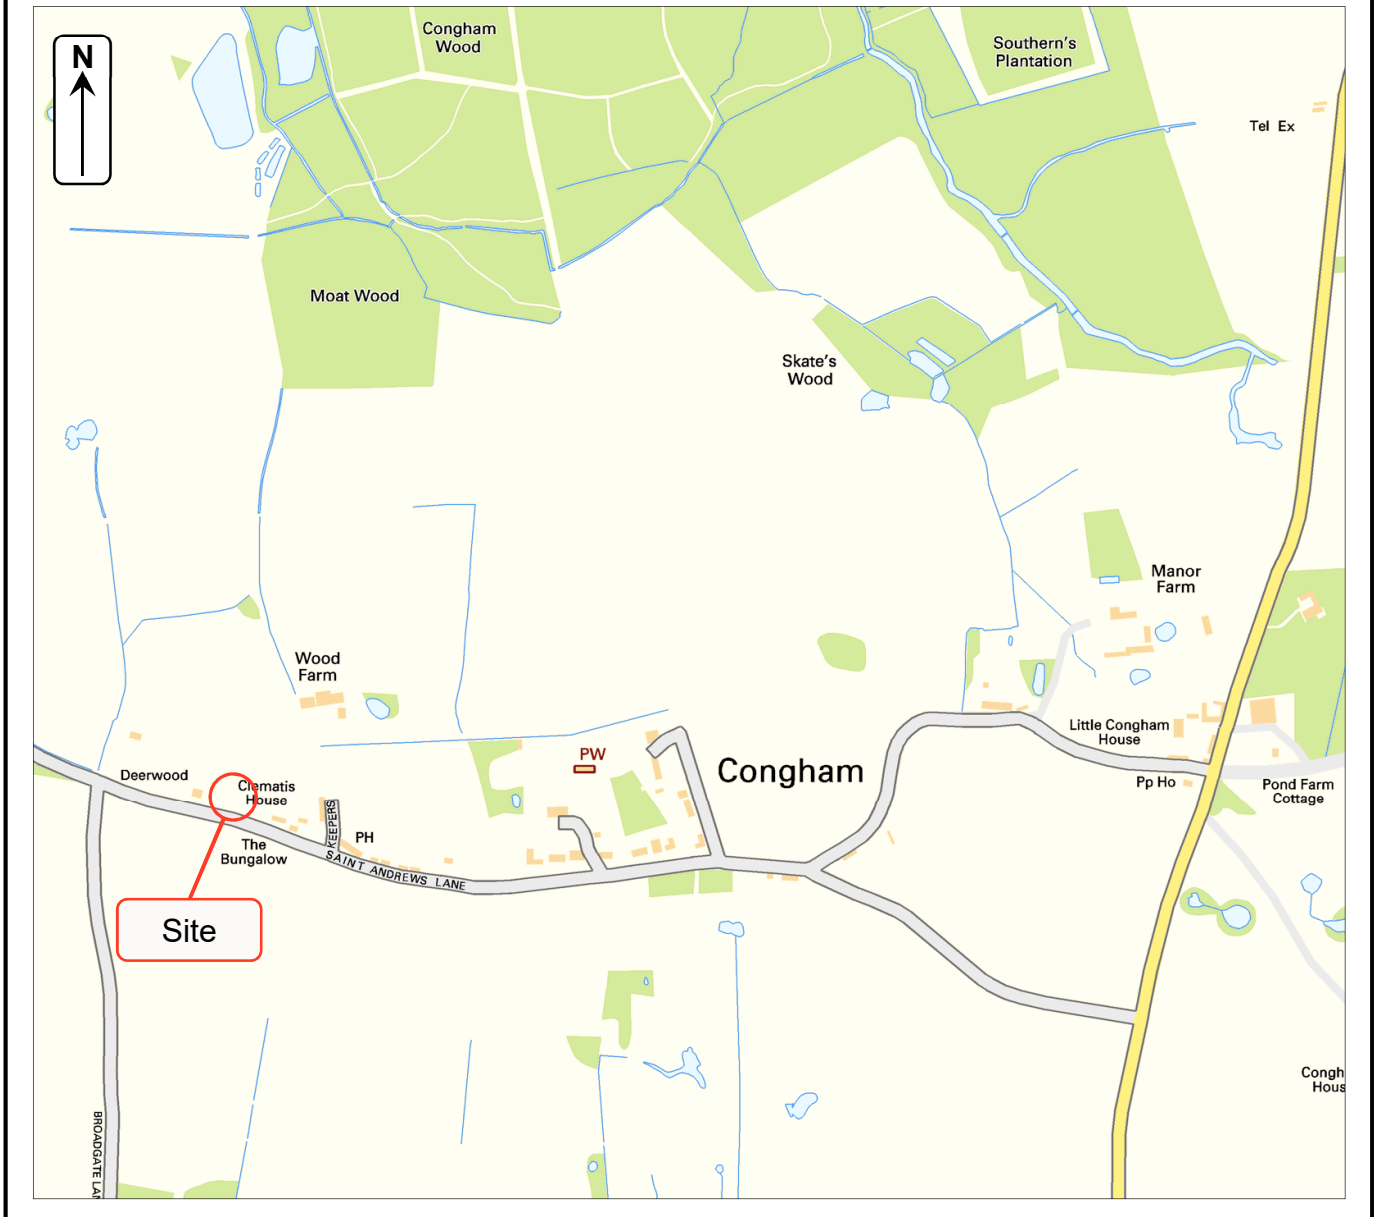 Congham
Wood
Southern's
Plantation
N
Tel Ex
Moat Wood
Skate's
Wood
Manor
Farm
Wood
Farm
Little Congham
House
PW
Congham
Deerwood
Clematis
House
Pp Ho
Pond Farm
Cottage
KEEPERS
PH
The
Bungalow
SAINT ANDREWS LANE
Site
Congh
Hous
BROADGATE LAN